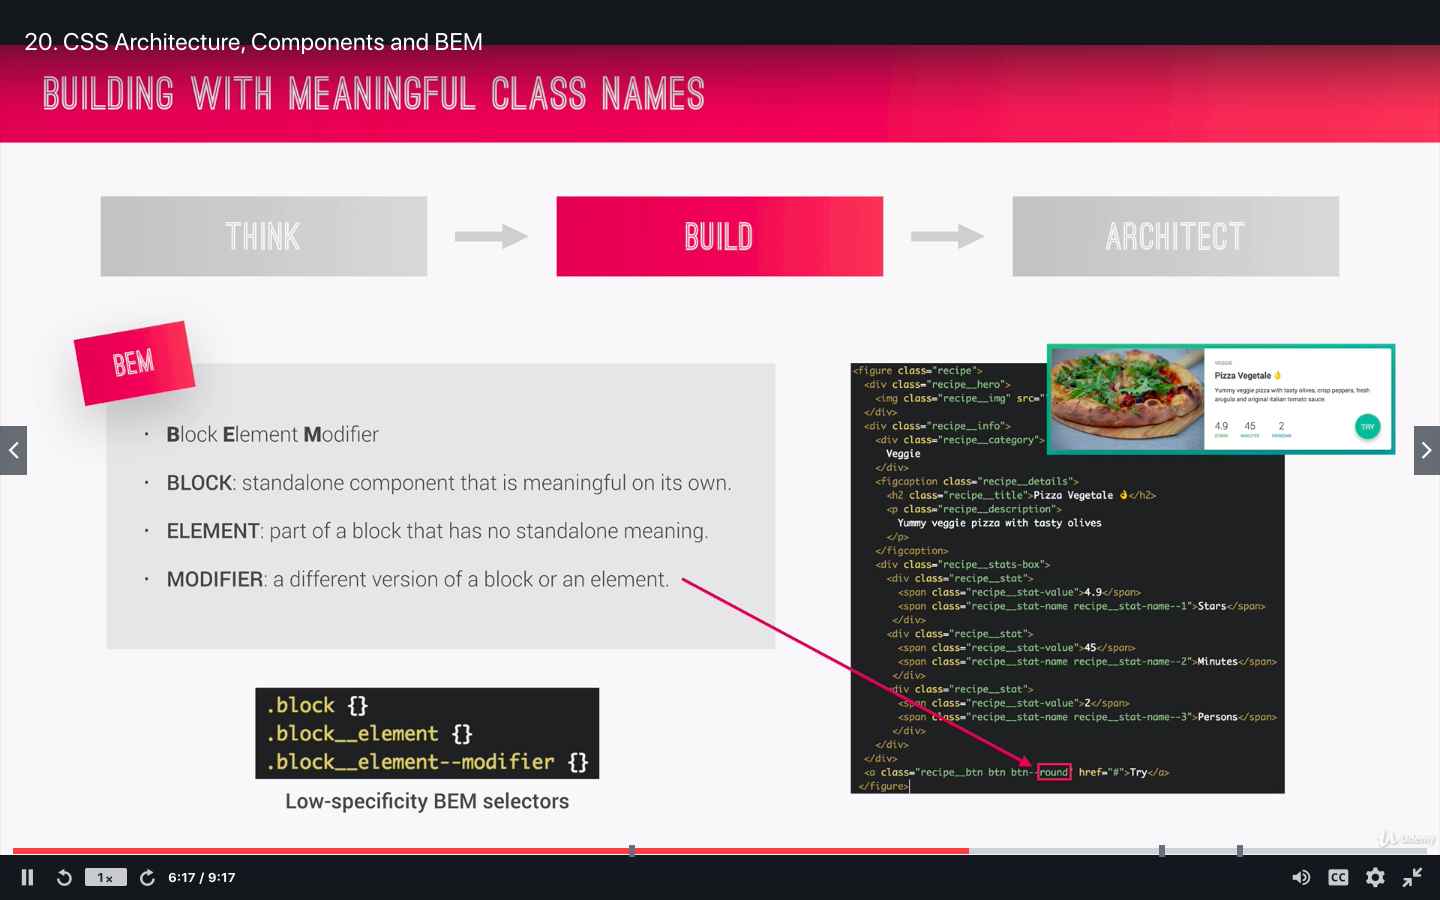 20. CSS Architecture, Components and BEM
BUILDING WITH MEANINGFUL CLASS NAMES
THINK
BUILD
ARCHITECT
BEM
• Block Element Modifier
• BLOCK: standalone component that is meaningful on its own.
• ELEMENT: part of a block that has no standalone meaning.
• MODIFIER: a different version of a block or an element.
.block {}
.block__element {}
.block__element--modifier {}
Low-specificity BEM selectors
<figure class="recipe">
<div class="recipe__hero">
<img class="recipe__img" src="
</div>
<div class="recipe__info">
<div class="recipe__category">
Veggie
</div>
<figcaption class="recipe__details">
<h2 class="recipe__title">Pizza Vegetale 👌</h2>
<p class="recipe__description">
Yummy veggie pizza with tasty olives
</p>
</figcaption>
<div class="recipe__stats-box">
<div class="recipe__stat">
<span class="recipe__stat-value">4.9</span>
<span class="recipe__stat-name recipe__stat-name--1">Stars</span>
</div>
<div class="recipe__stat">
<span class="recipe__stat-value">45</span>
<span class="recipe__stat-name recipe__stat-name--2">Minutes</span>
</div>
<div class="recipe__stat">
<span class="recipe__stat-value">2</span>
<span class="recipe__stat-name recipe__stat-name--3">Persons</span>
</div>
</div>
</div>
<a class="recipe__btn btn btn--round" href="#">Try</a>
</figure>
VEGGIE
Pizza Vegetale 👌
Yummy veggie pizza with tasty olives, crisp peppers, fresh
arugula and original italian tomato sauce.
4.9 45 2
STARS MINUTES PERSONS
TRY
Udemy
1x
6:17 / 9:17
CC